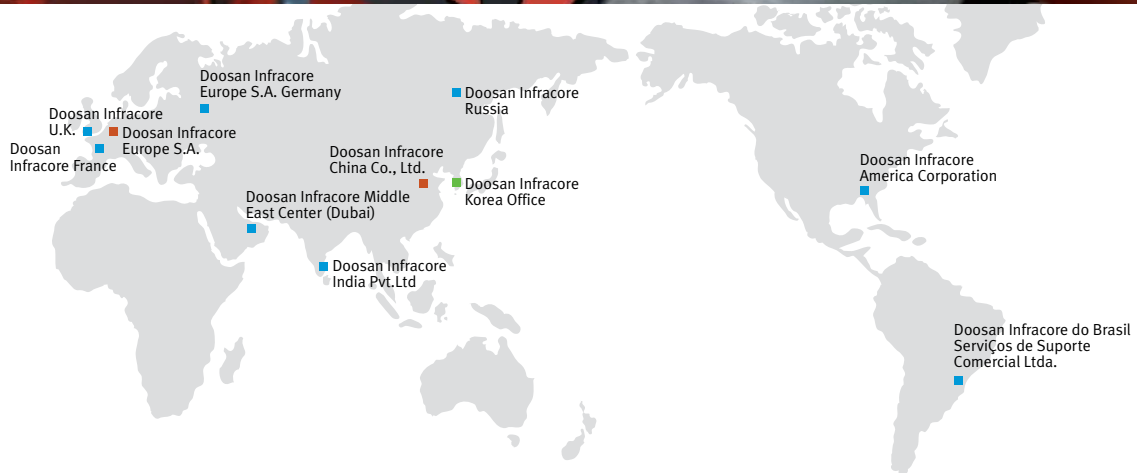 Doosan Infracore
Europe S.A. Germany
Doosan Infracore
U.K.
Doosan Infracore
Europe S.A.
Doosan
Infracore France
Doosan Infracore
Russia
Doosan Infracore
China Co., Ltd.
Doosan Infracore
Korea Office
Doosan Infracore Middle
East Center (Dubai)
Doosan Infracore
India Pvt.Ltd
Doosan Infracore
America Corporation
Doosan Infracore do Brasil
ServiÇos de Suporte
Comercial Ltda.